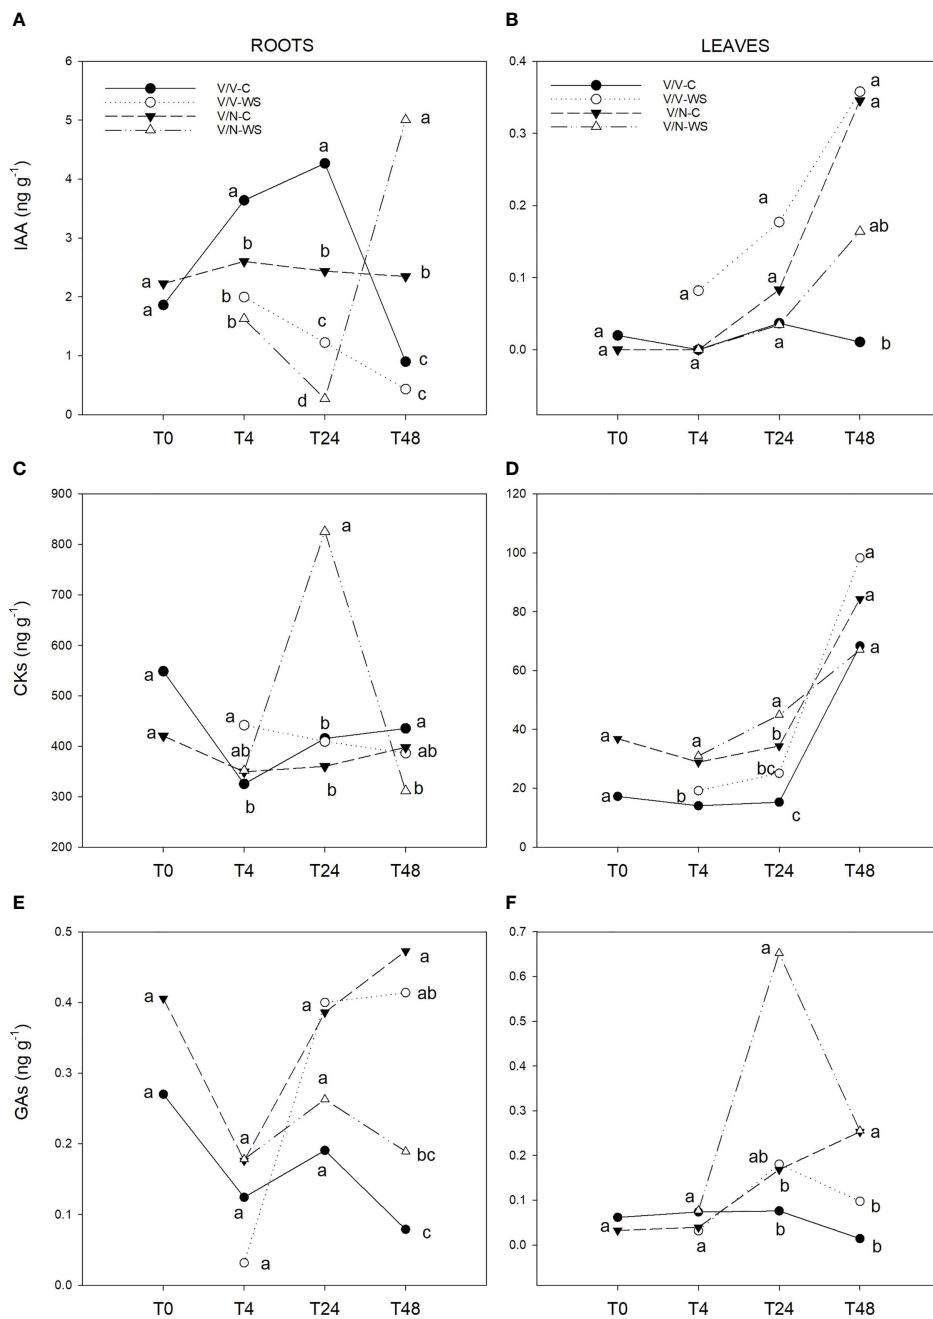 A
B
ROOTS
LEAVES
V/V-C
V/V-WS
V/N-C
V/N-WS
V/V-C
V/V-WS
V/N-C
V/N-WS
IAA (ng g-1)
6
5
4
3
2
1
0
a
a
a
a
a
b
b
b
b
b
c
d
c
c
T0
T4
T24
T48
0.4
0.3
0.2
0.1
0.0
a
a
a
ab
a
a
a
a
a
a
b
T0
T4
T24
T48
C
D
CKs (ng g-1)
900
800
700
600
500
400
300
200
a
a
a
a
a
b
ab
ab
b
b
b
T0
T4
T24
T48
120
100
80
60
40
20
0
a
a
a
a
a
a
a
b
bc
b
c
T0
T4
T24
T48
E
F
GAs (ng g-1)
0.5
0.4
0.3
0.2
0.1
0.0
a
a
a
ab
a
a
a
a
a
a
bc
c
T0
T4
T24
T48
0.7
0.6
0.5
0.4
0.3
0.2
0.1
0.0
a
a
ab
a
a
a
b
b
b
b
T0
T4
T24
T48